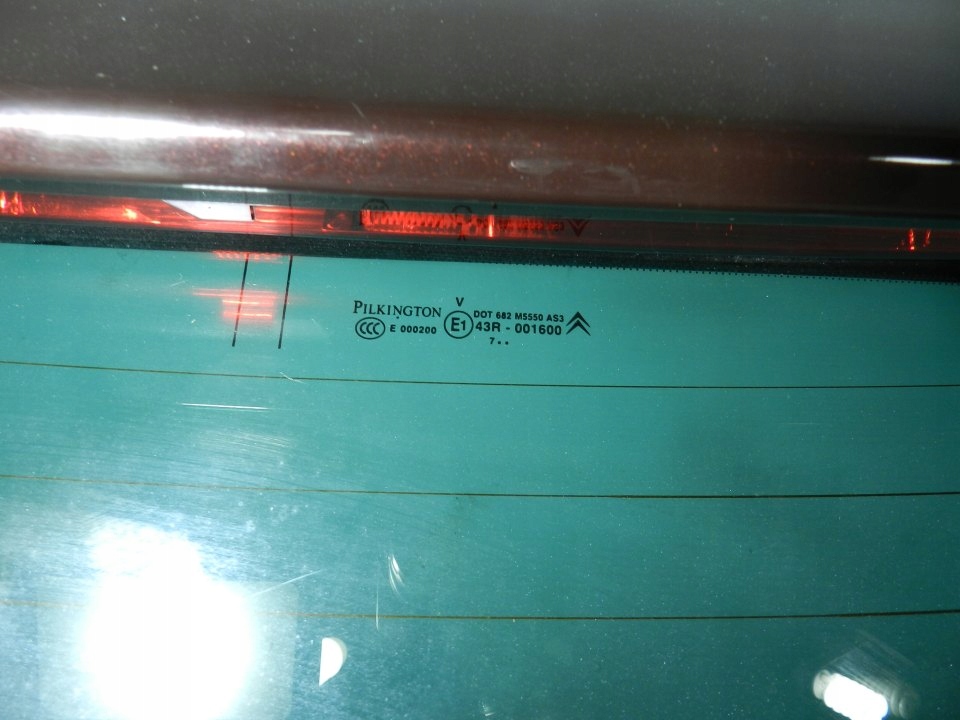 PILKINGTON
V
DOT 682 M5550 AS3
CCC E 000200 E1 43R - 001600
7..